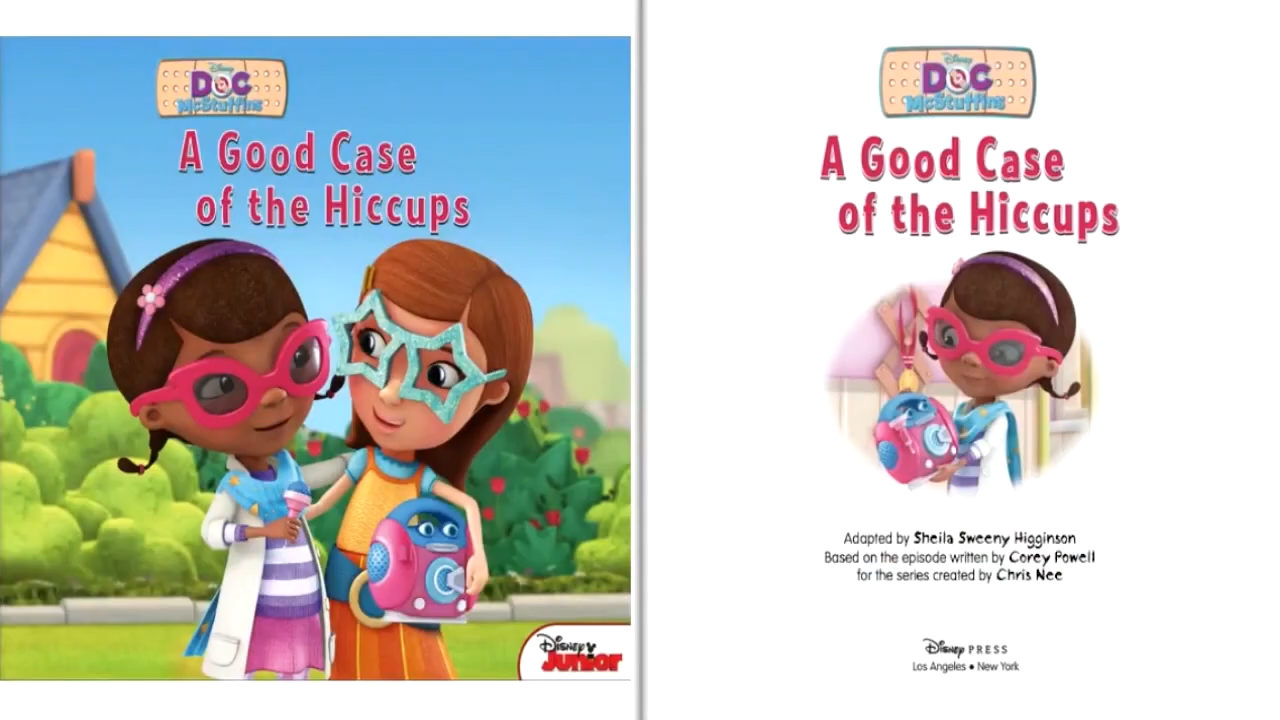 Disney
DOC
McStuffins
A Good Case
of the Hiccups
Disney
Junior
Disney
DOC
McStuffins
A Good Case
of the Hiccups
Adapted by Sheila Sweeny Higginson
Based on the episode written by Corey Powell
for the series created by Chris Nee
Disney PRESS
Los Angeles • New York